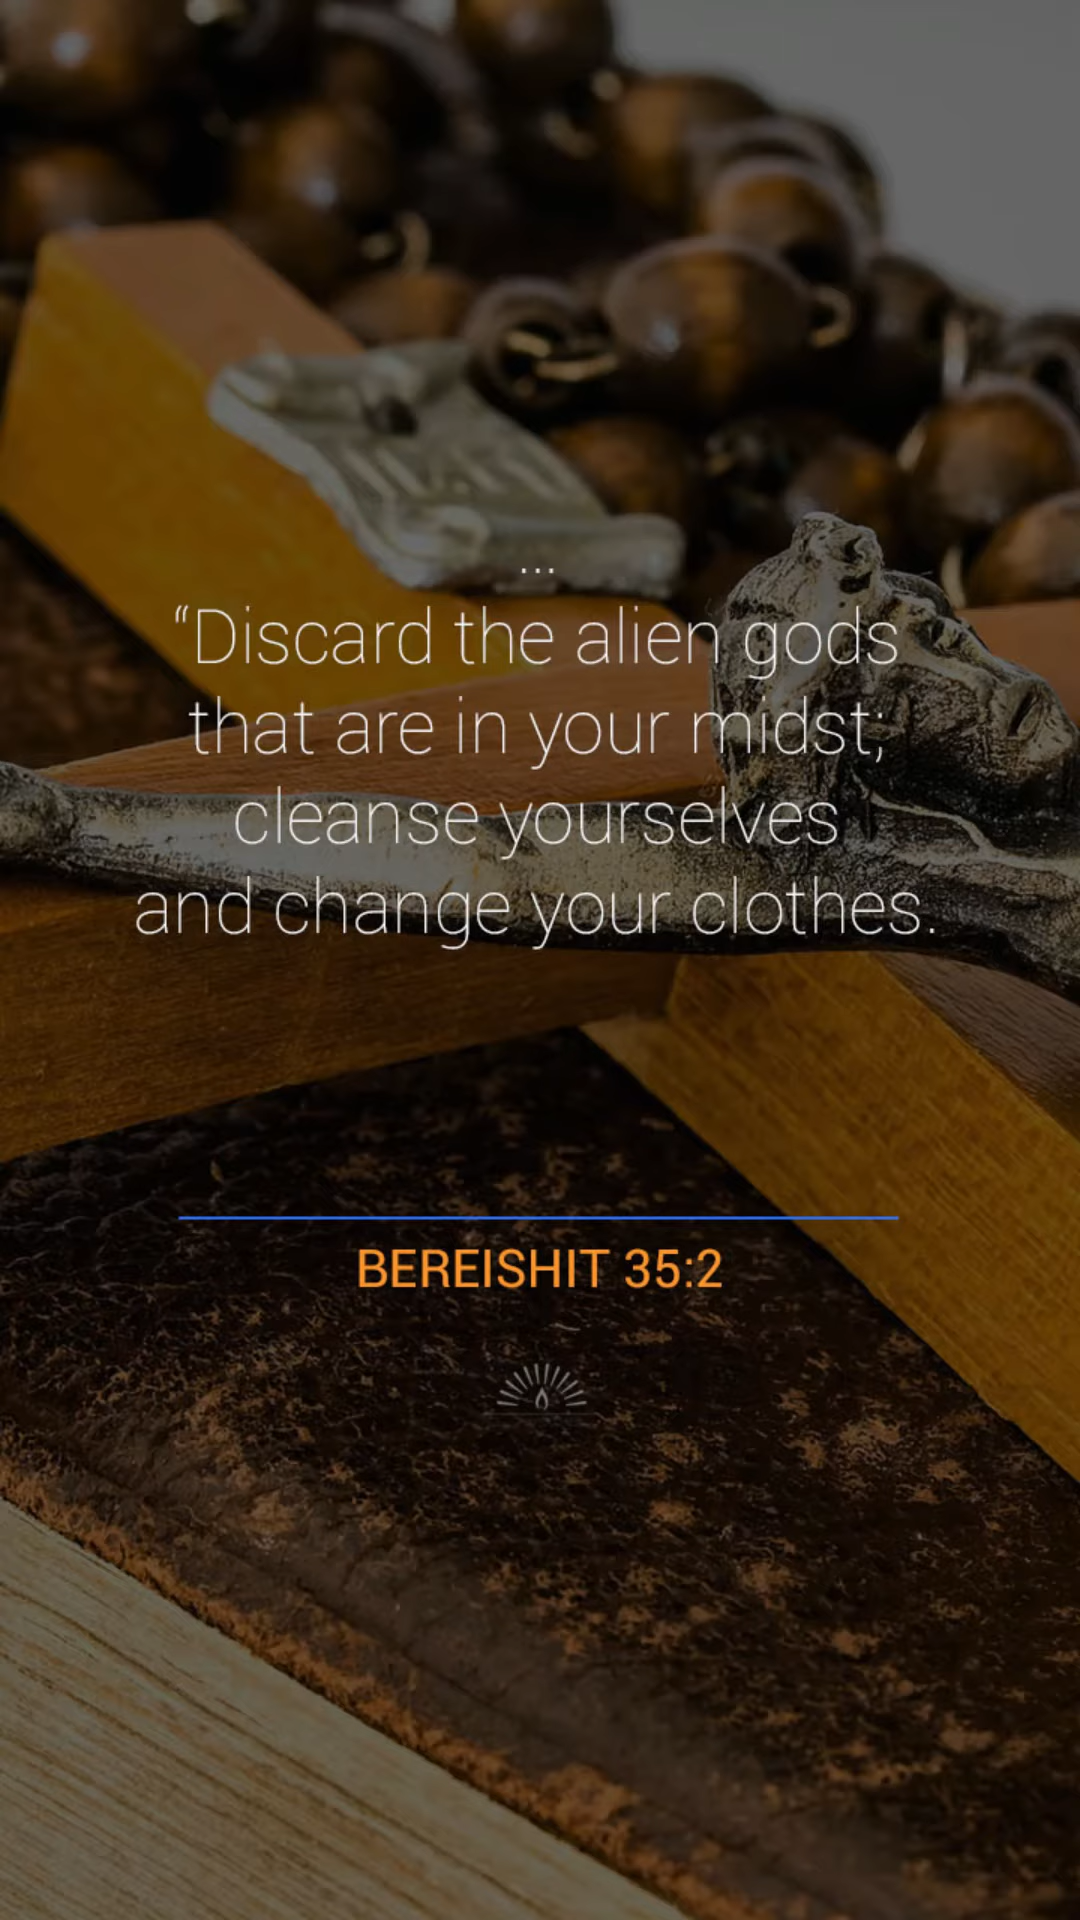 ...
“Discard the alien gods
that are in your midst;
cleanse yourselves
and change your clothes.
BEREISHIT 35:2